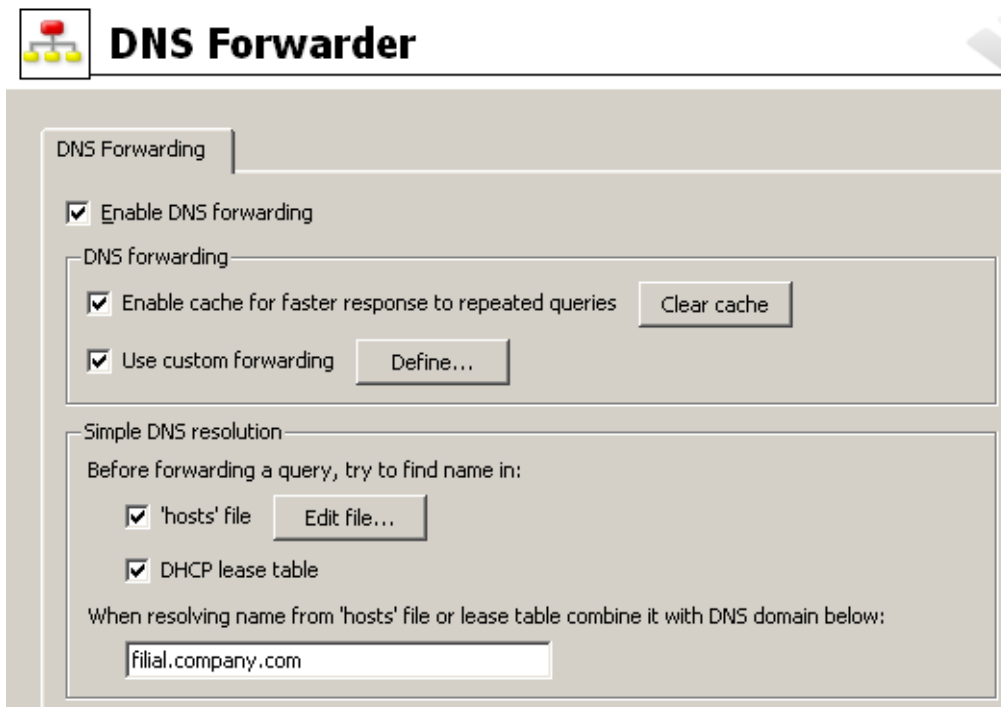 DNS Forwarder
DNS Forwarding
Enable DNS forwarding
DNS forwarding
Enable cache for faster response to repeated queries Clear cache
Use custom forwarding Define...
Simple DNS resolution
Before forwarding a query, try to find name in:
'hosts' file Edit file...
DHCP lease table
When resolving name from 'hosts' file or lease table combine it with DNS domain below:
filial.company.com